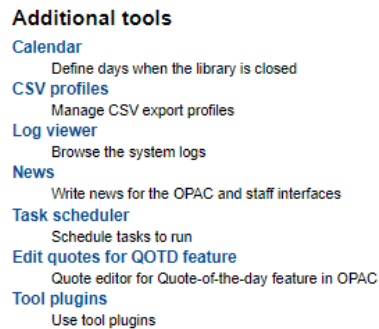 Additional tools
Calendar
Define days when the library is closed
CSV profiles
Manage CSV export profiles
Log viewer
Browse the system logs
News
Write news for the OPAC and staff interfaces
Task scheduler
Schedule tasks to run
Edit quotes for QOTD feature
Quote editor for Quote-of-the-day feature in OPAC
Tool plugins
Use tool plugins